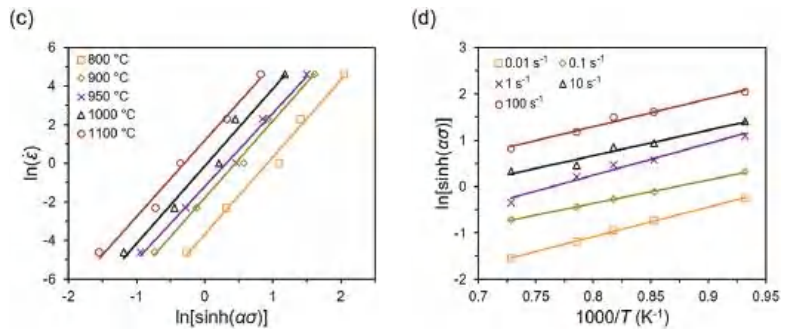 (c)
6
4
2
0
-2
-4
-6
-2
-1
0
1
2
ln(ε̇)
ln[sinh(ασ)]
800 °C
900 °C
950 °C
1000 °C
1100 °C
(d)
3
2
1
0
-1
-2
0.7
0.75
0.8
0.85
0.9
0.95
ln[sinh(ασ)]
1000/T (K⁻¹)
0.01 s⁻¹
0.1 s⁻¹
1 s⁻¹
10 s⁻¹
100 s⁻¹